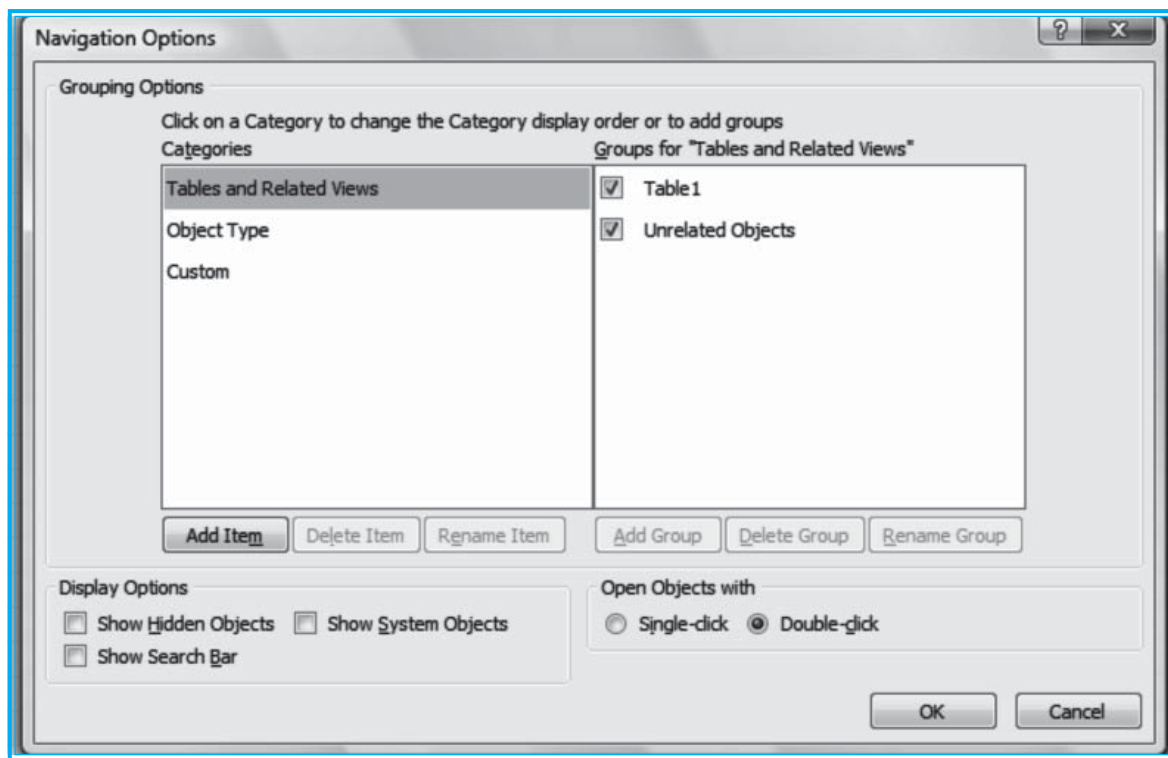 Navigation Options
? X
Grouping Options
Click on a Category to change the Category display order or to add groups
Categories
Groups for "Tables and Related Views"
Tables and Related Views
Object Type
Custom
Table1
Unrelated Objects
Add Item
Delete Item
Rename Item
Add Group
Delete Group
Rename Group
Display Options
Show Hidden Objects
Show System Objects
Show Search Bar
Open Objects with
Single-click
Double-click
OK
Cancel